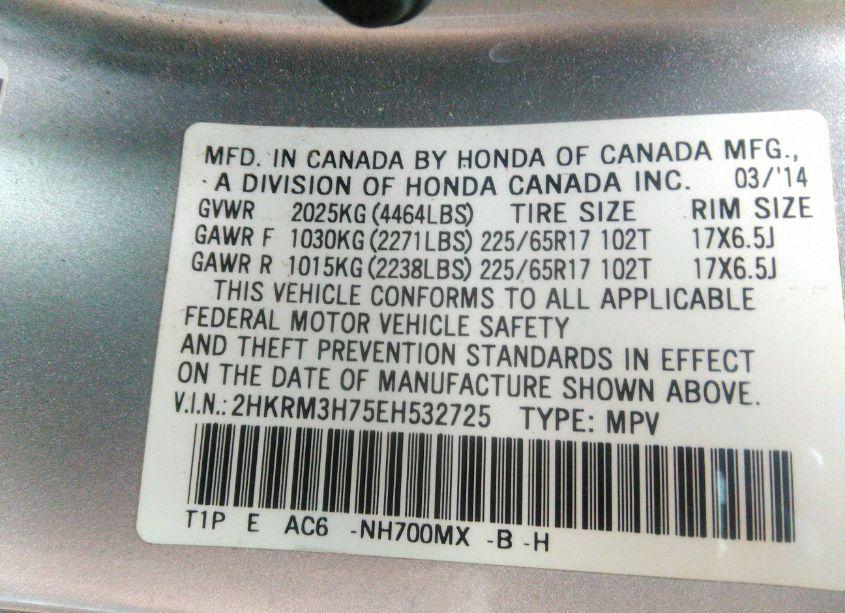 MFD. IN CANADA BY HONDA OF CANADA MFG.,
A DIVISION OF HONDA CANADA INC. 03/'14
GVWR 2025KG (4464LBS) TIRE SIZE RIM SIZE
GAWR F 1030KG (2271LBS) 225/65R17 102T 17X6.5J
GAWR R 1015KG (2238LBS) 225/65R17 102T 17X6.5J
THIS VEHICLE CONFORMS TO ALL APPLICABLE
FEDERAL MOTOR VEHICLE SAFETY
AND THEFT PREVENTION STANDARDS IN EFFECT
ON THE DATE OF MANUFACTURE SHOWN ABOVE.
V.I.N.: 2HKRM3H75EH532725 TYPE: MPV
T1P E AC6 -NH700MX -B -H